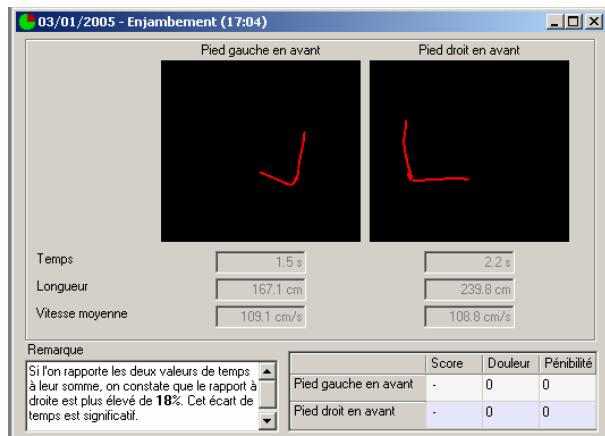 03/01/2005 - Enjambement (17:04)
Pied gauche en avant Pied droit en avant
Temps 1.5 s 2.2 s
Longueur 167.1 cm 239.8 cm
Vitesse moyenne 109.1 cm/s 108.8 cm/s
Remarque
Si l'on rapporte les deux valeurs de temps
à leur somme, on constate que le rapport à
droite est plus élevé de 18%. Cet écart de
temps est significatif.
Score Douleur Pénibilité
Pied gauche en avant - 0 0
Pied droit en avant - 0 0